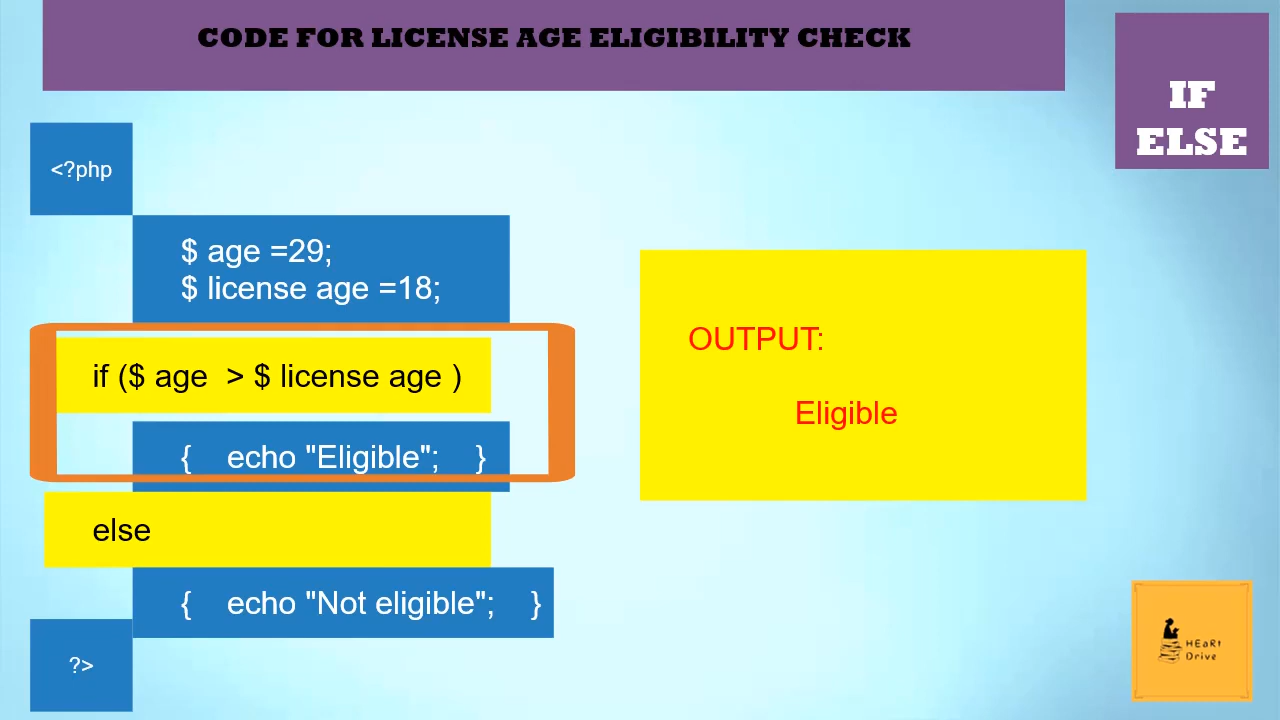 CODE FOR LICENSE AGE ELIGIBILITY CHECK
IF
ELSE
<?php
$ age =29;
$ license age =18;
if ($ age  > $ license age )
{    echo "Eligible";    }
else
{    echo "Not eligible";    }
?>
OUTPUT:
Eligible
HEaRt
Drive